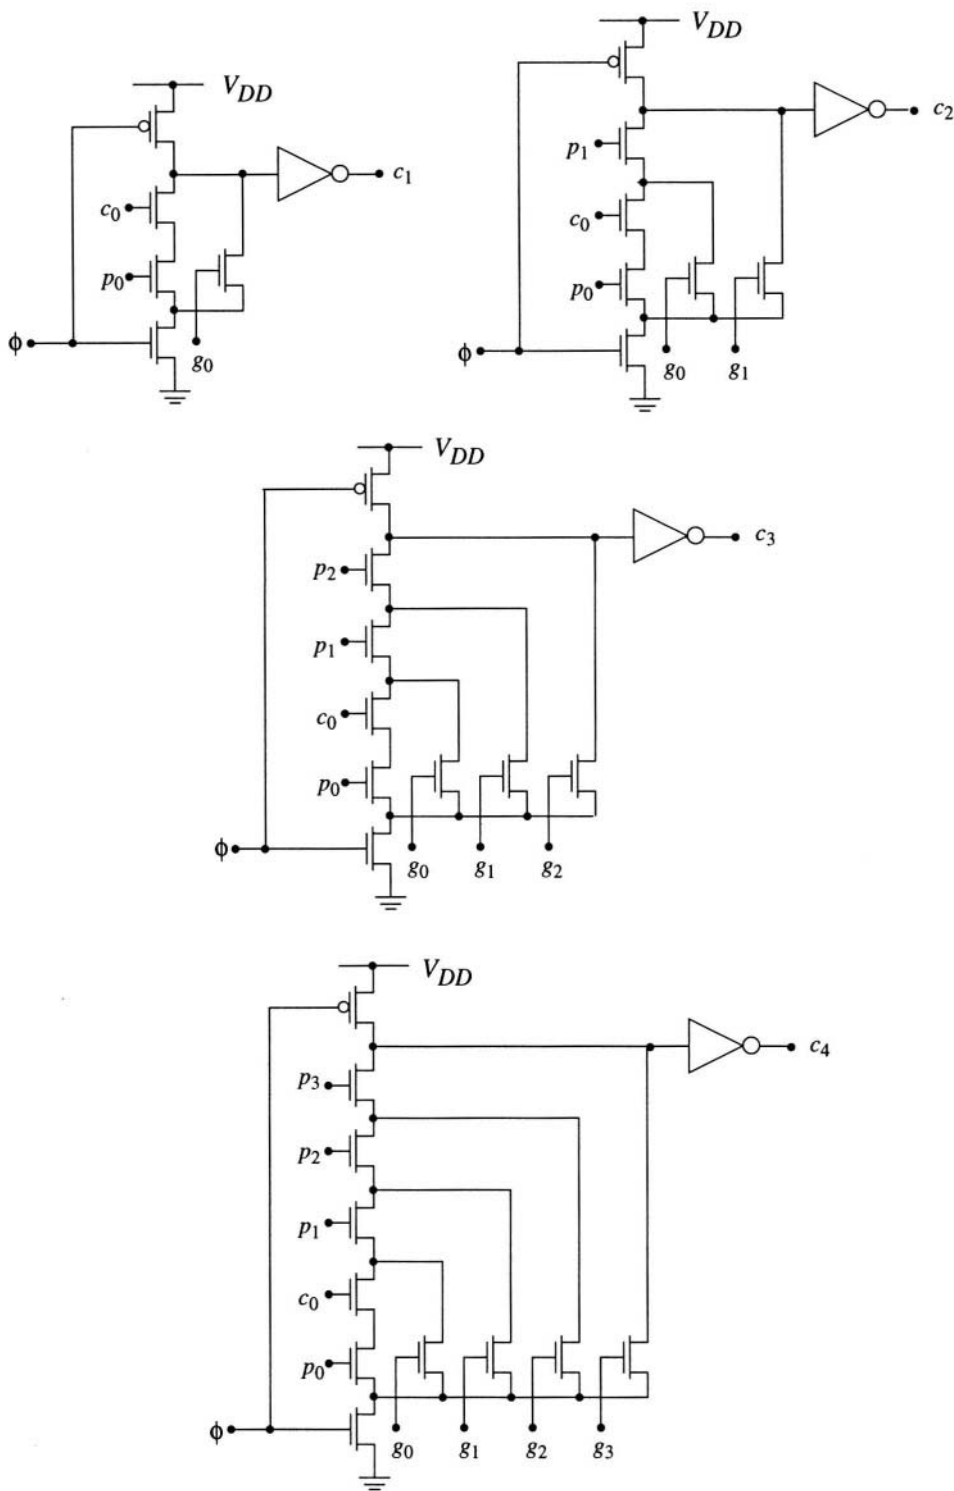 V_DD
c_0
p_0
ϕ
g_0
c_1
V_DD
p_1
c_0
p_0
ϕ
g_0 g_1
c_2
V_DD
p_2
p_1
c_0
p_0
ϕ
g_0 g_1 g_2
c_3
V_DD
p_3
p_2
p_1
c_0
p_0
ϕ
g_0 g_1 g_2 g_3
c_4